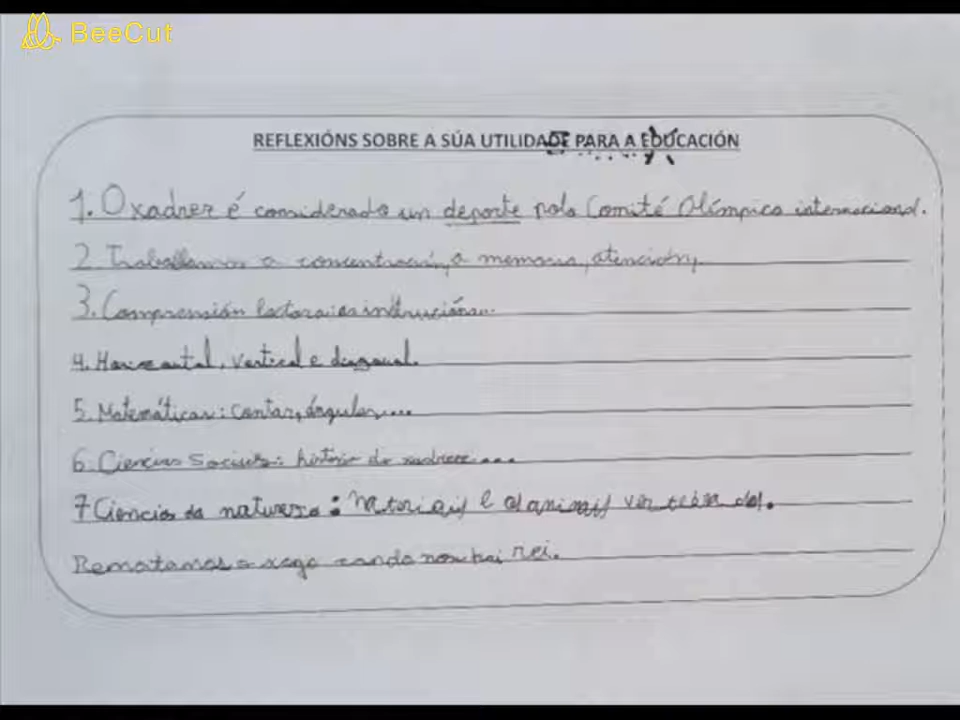 BeeCut
REFLEXIÓNS SOBRE A SÚA UTILIDADE PARA A EDUCACIÓN
1. O xadrez é considerado un deporte polo Comité Olímpico internacional.
2. Traballamos a concentración, a memoria, atención,
3. Comprensión lectora: as instrucións...
4. Horizontal, vertical e diagonal.
5. Matemáticas: contar, ángulos...
6. Ciencias Sociais: historia do xadrez...
7 Ciencias da natureza: Materiais e
Rematamos o xogo cando non hai rei.